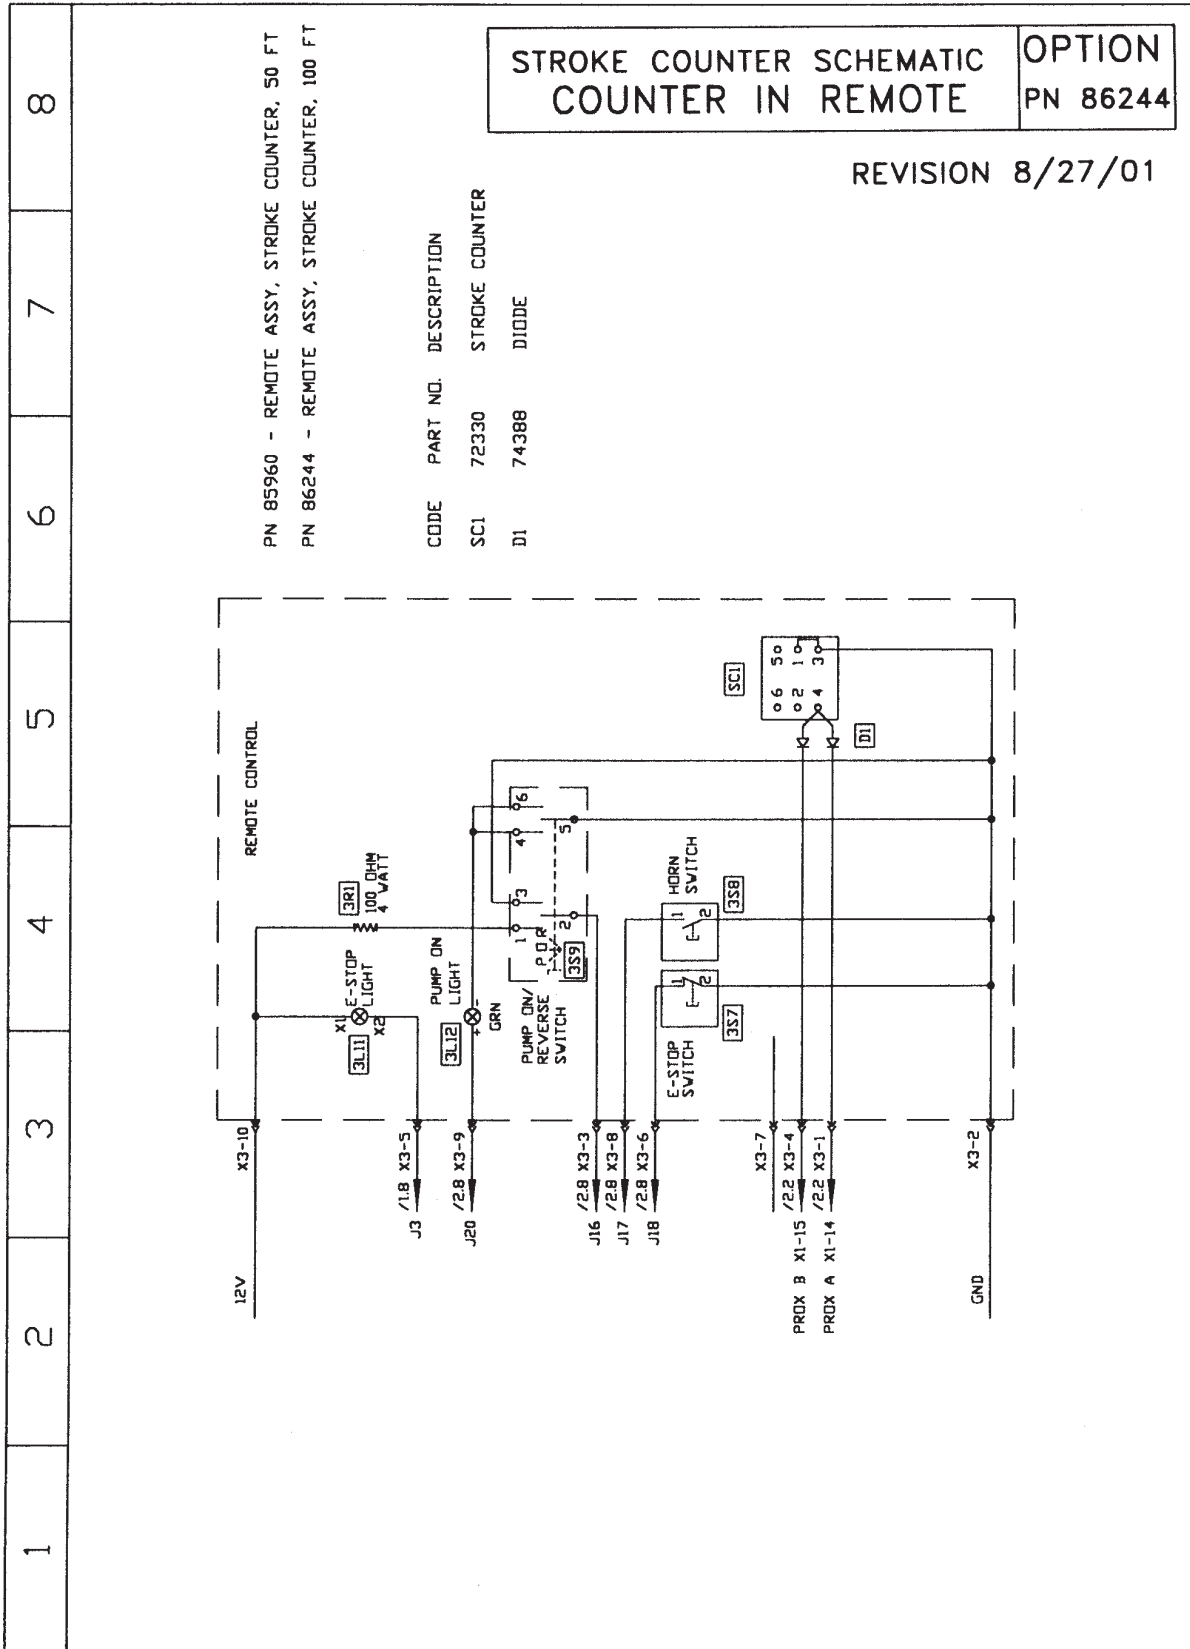 STROKE COUNTER SCHEMATIC
COUNTER IN REMOTE
OPTION
PN 86244
REVISION 8/27/01
8
7
6
5
4
3
2
1
PN 85960 - REMOTE ASSY, STROKE COUNTER, 50 FT
PN 86244 - REMOTE ASSY, STROKE COUNTER, 100 FT
CODE PART NO. DESCRIPTION
SC1 72330 STROKE COUNTER
D1 74388 DIODE
REMOTE CONTROL
12V
X3-10
3R1
100 OHM
4 WATT
X1
E-STOP
LIGHT
X2
3L11
J3
/1.8 X3-5
PUMP ON
LIGHT
3L12
+
-
GRN
J20
/2.8 X3-9
PUMP ON/
REVERSE
SWITCH
P O R
3S9
1
3
4
6
2
5
J16
/2.8 X3-3
J17
/2.8 X3-8
J18
/2.8 X3-6
HORN
SWITCH
1
2
3S8
E-STOP
SWITCH
1
2
3S7
SC1
6 5
2 1
4 3
D1
X3-7
PROX B X1-15 /2.2 X3-4
PROX A X1-14 /2.2 X3-1
GND
X3-2